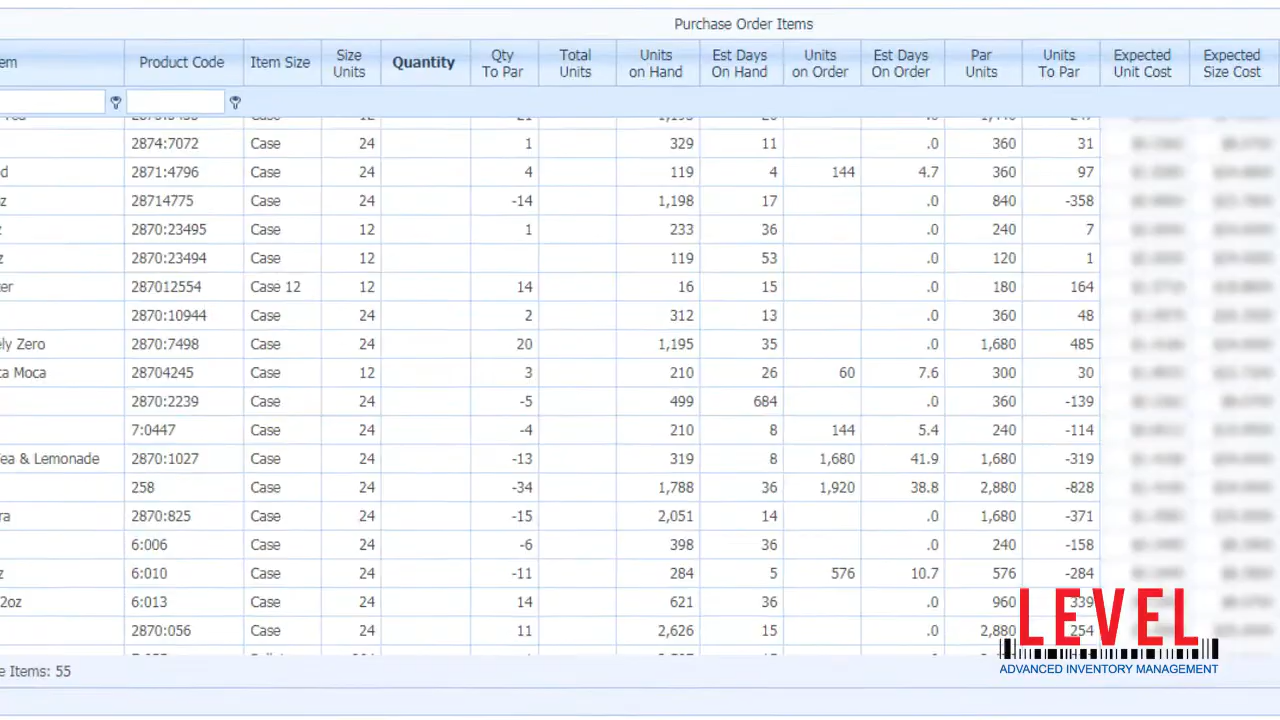 Purchase Order Items
em Product Code Item Size Size Units Quantity Qty To Par Total Units Units on Hand Est Days On Hand Units on Order Est Days On Order Par Units Units To Par Expected Unit Cost Expected Size Cost
2874:7072 Case 24 1 329 11 .0 360 31
d 2871:4796 Case 24 4 119 4 144 4.7 360 97
z 28714775 Case 24 -14 1,198 17 .0 840 -358
z 2870:23495 Case 12 1 233 36 .0 240 7
z 2870:23494 Case 12 119 53 .0 120 1
er 287012554 Case 12 12 14 16 15 .0 180 164
2870:10944 Case 24 2 312 13 .0 360 48
ely Zero 2870:7498 Case 24 20 1,195 35 .0 1,680 485
ta Moca 28704245 Case 12 3 210 26 60 7.6 300 30
2870:2239 Case 24 -5 499 684 .0 360 -139
7:0447 Case 24 -4 210 8 144 5.4 240 -114
ea & Lemonade 2870:1027 Case 24 -13 319 8 1,680 41.9 1,680 -319
258 Case 24 -34 1,788 36 1,920 38.8 2,880 -828
ra 2870:825 Case 24 -15 2,051 14 .0 1,680 -371
6:006 Case 24 -6 398 36 .0 240 -158
z 6:010 Case 24 -11 284 5 576 10.7 576 -284
2oz 6:013 Case 24 14 621 36 .0 960 339
2870:056 Case 24 11 2,626 15 .0 2,880 254
e Items: 55
LEVEL
ADVANCED INVENTORY MANAGEMENT